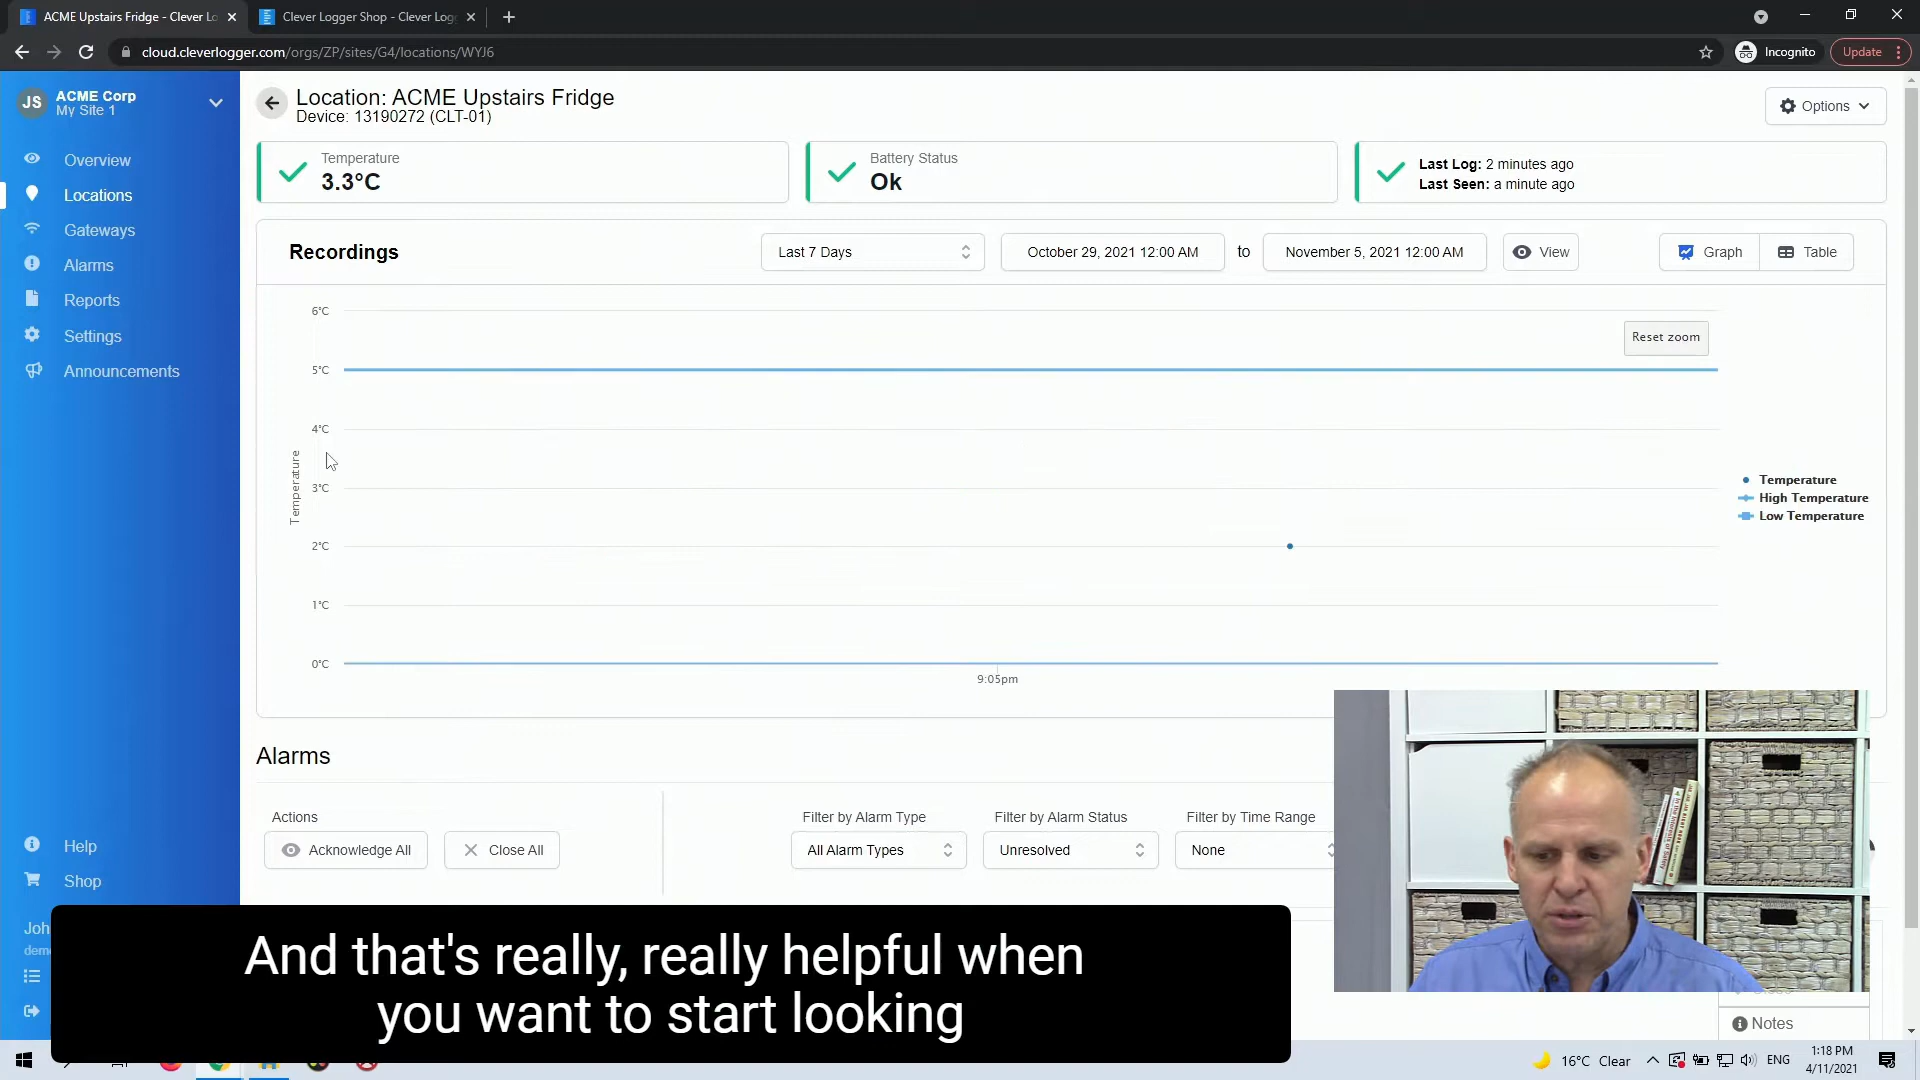 ACME Upstairs Fridge - Clever Lo
Clever Logger Shop - Clever Logg
cloud.cleverlogger.com/orgs/ZP/sites/G4/locations/WYJ6
Incognito
Update
JS
ACME Corp
My Site 1
Overview
Locations
Gateways
Alarms
Reports
Settings
Announcements
Help
Shop
Joh
dem
Location: ACME Upstairs Fridge
Device: 13190272 (CLT-01)
Options
Temperature
3.3°C
Battery Status
Ok
Last Log: 2 minutes ago
Last Seen: a minute ago
Recordings
Last 7 Days
October 29, 2021 12:00 AM
to
November 5, 2021 12:00 AM
View
Graph
Table
Reset zoom
6°C
5°C
4°C
3°C
2°C
1°C
0°C
Temperature
9:05pm
Temperature
High Temperature
Low Temperature
Alarms
Actions
Acknowledge All
Close All
Filter by Alarm Type
All Alarm Types
Filter by Alarm Status
Unresolved
Filter by Time Range
None
Notes
And that's really, really helpful when
you want to start looking
16°C Clear
ENG
1:18 PM
4/11/2021